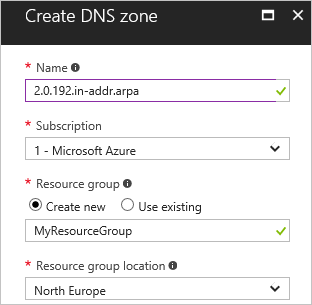 Create DNS zone
* Name
2.0.192.in-addr.arpa
* Subscription
1 - Microsoft Azure
* Resource group
Create new Use existing
MyResourceGroup
* Resource group location
North Europe